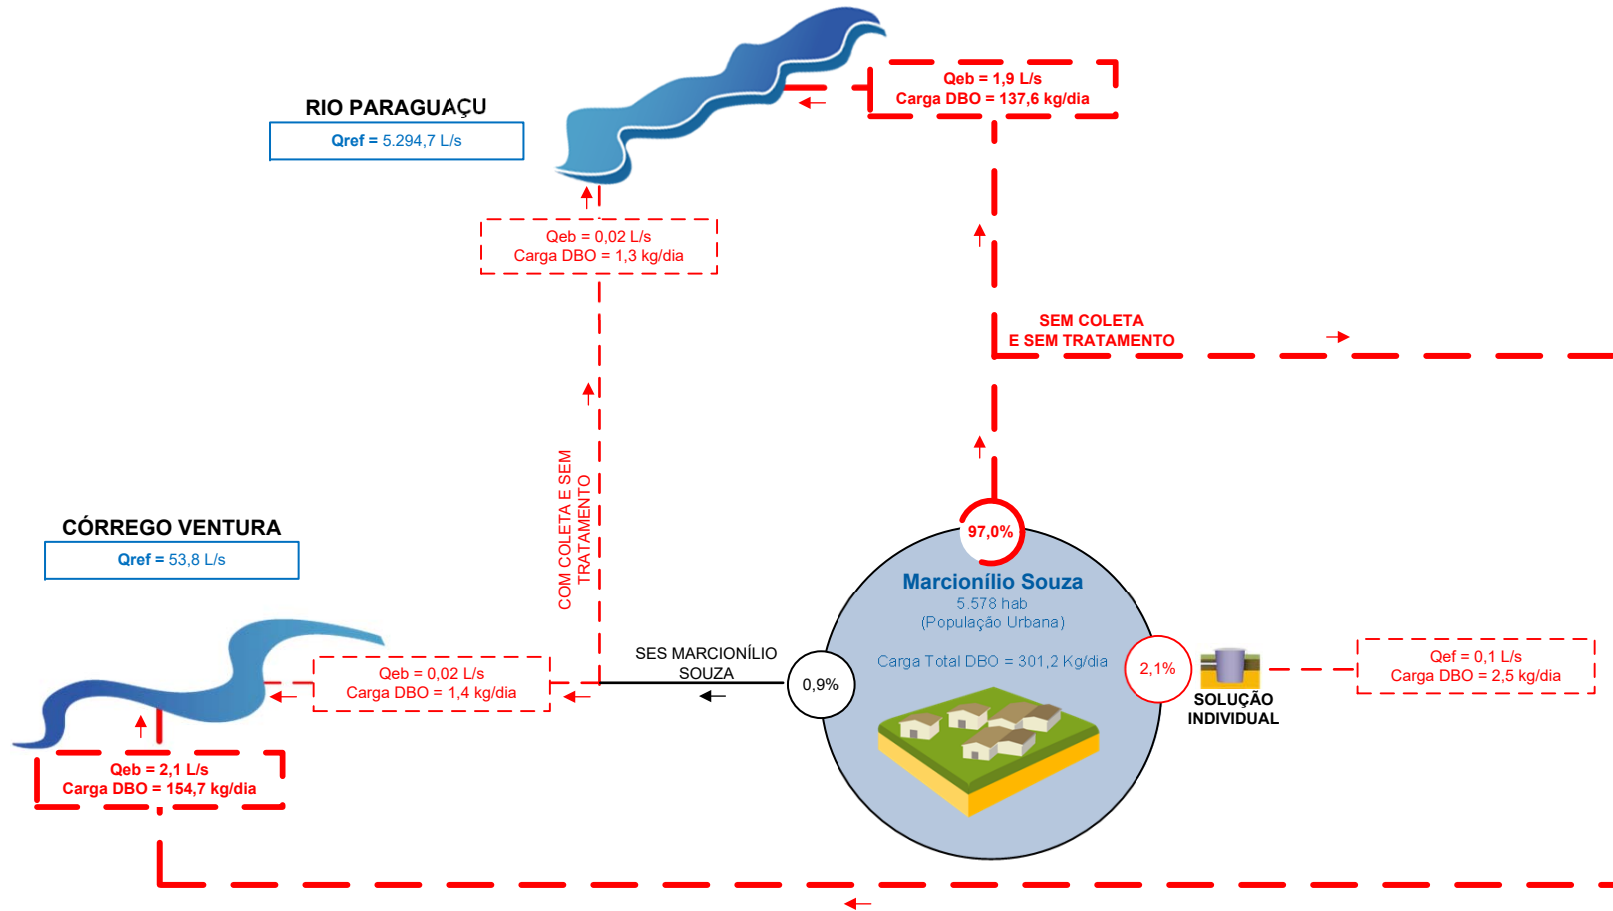 Qeb = 1,9 L/s
Carga DBO = 137,6 kg/dia
RIO PARAGUAÇU
Qref = 5.294,7 L/s
Qeb = 0,02 L/s
Carga DBO = 1,3 kg/dia
SEM COLETA
E SEM TRATAMENTO
COM COLETA E SEM
TRATAMENTO
CÓRREGO VENTURA
Qref = 53,8 L/s
97,0%
Marcionílio Souza
5.578 hab
(População Urbana)
Carga Total DBO = 301,2 Kg/dia
SES MARCIONÍLIO
SOUZA
0,9%
2,1%
SOLUÇÃO
INDIVIDUAL
Qef = 0,1 L/s
Carga DBO = 2,5 kg/dia
Qeb = 0,02 L/s
Carga DBO = 1,4 kg/dia
Qeb = 2,1 L/s
Carga DBO = 154,7 kg/dia